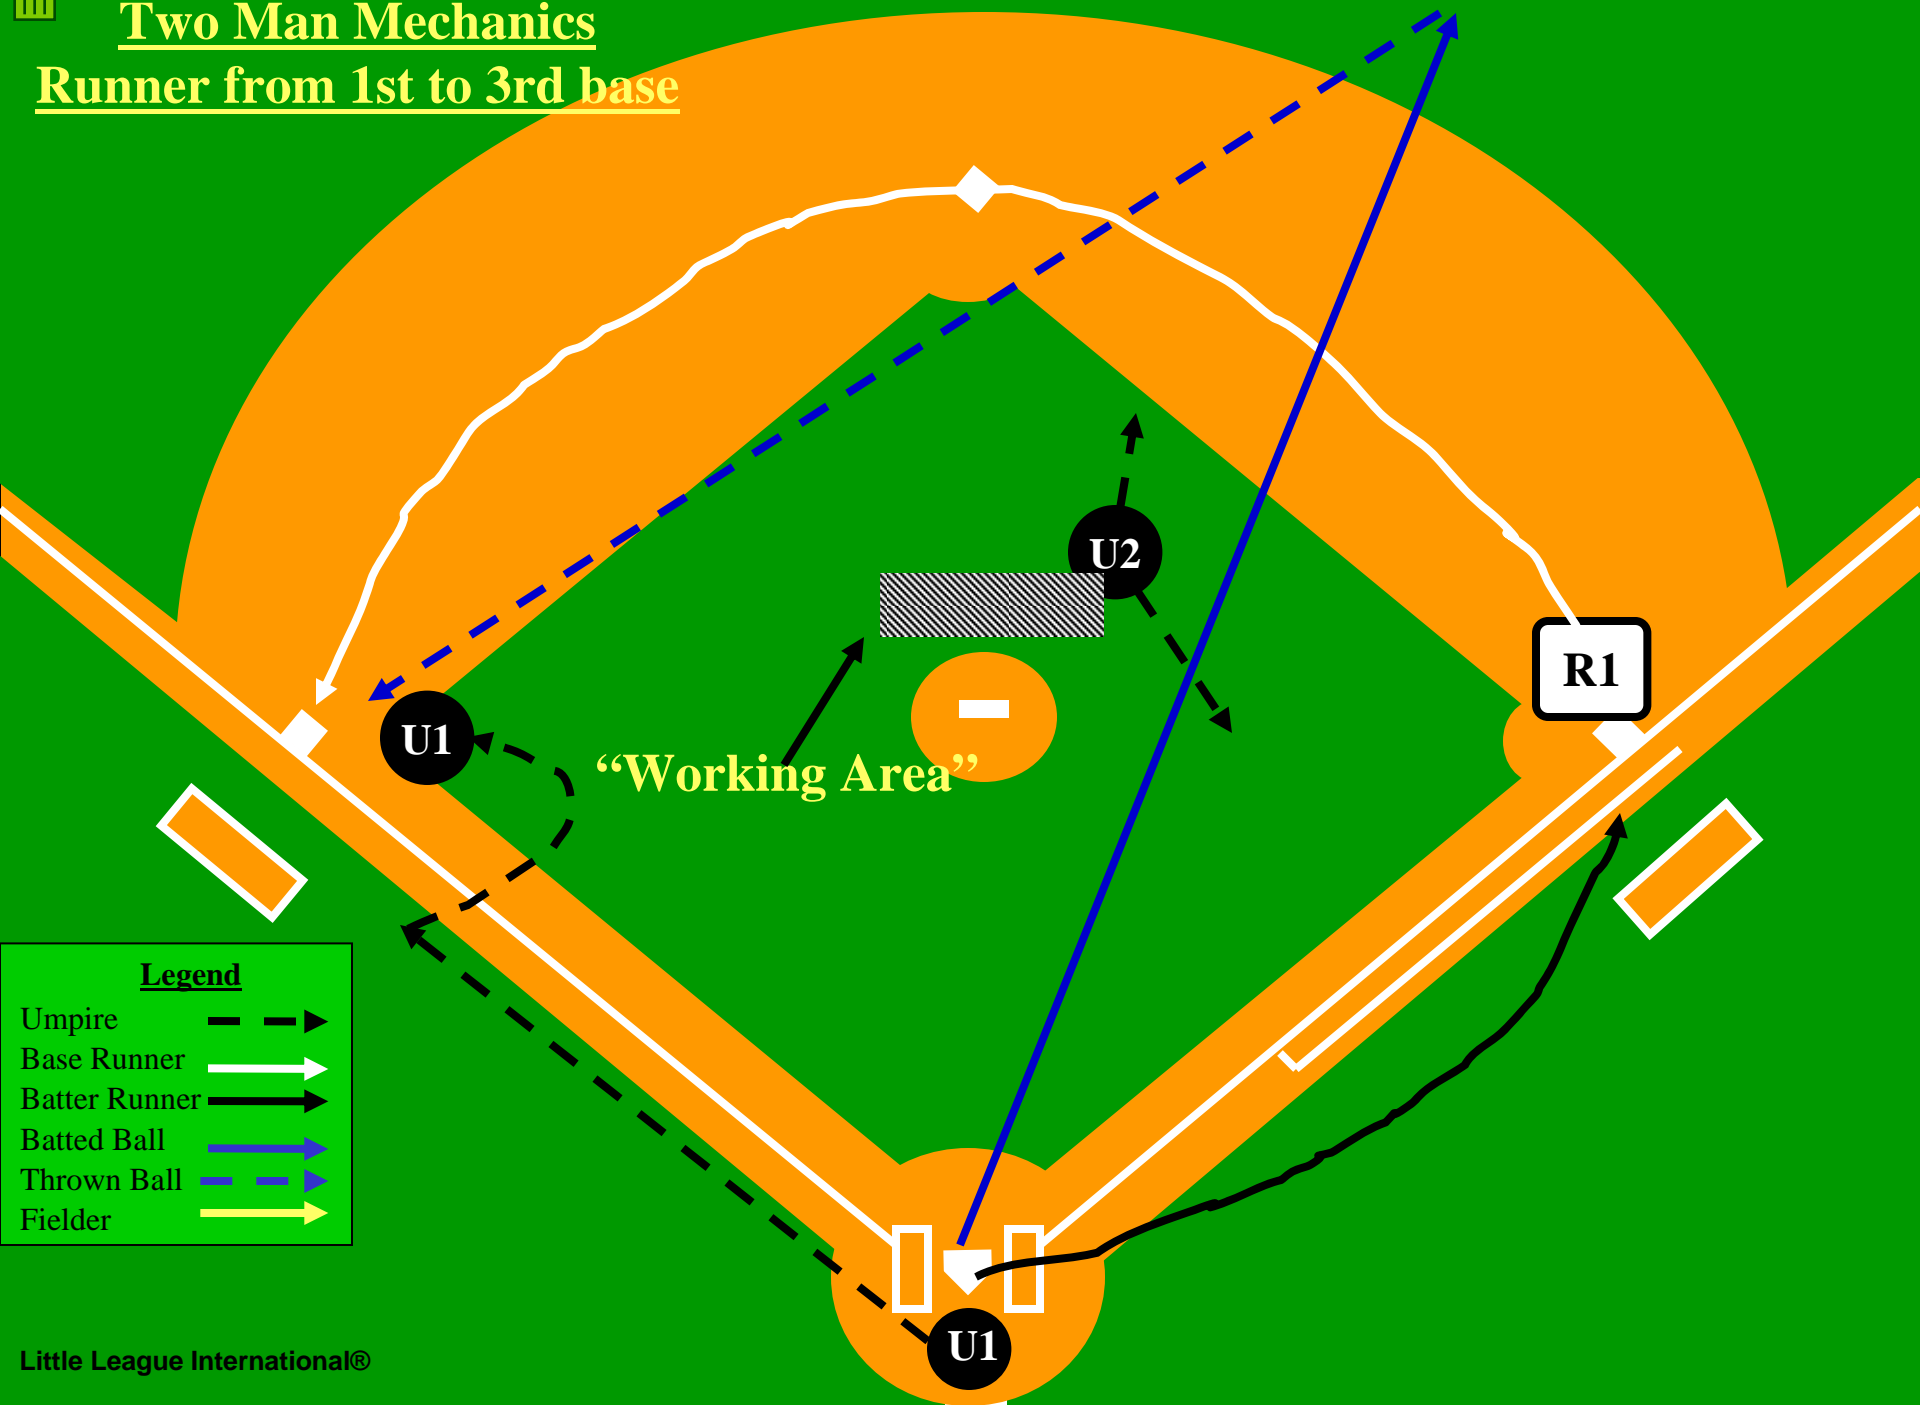 Two Man Mechanics
Runner from 1st to 3rd base
U2
R1
U1
“Working Area”
Legend
Umpire
Base Runner
Batter Runner
Batted Ball
Thrown Ball
Fielder
U1
Little League International®